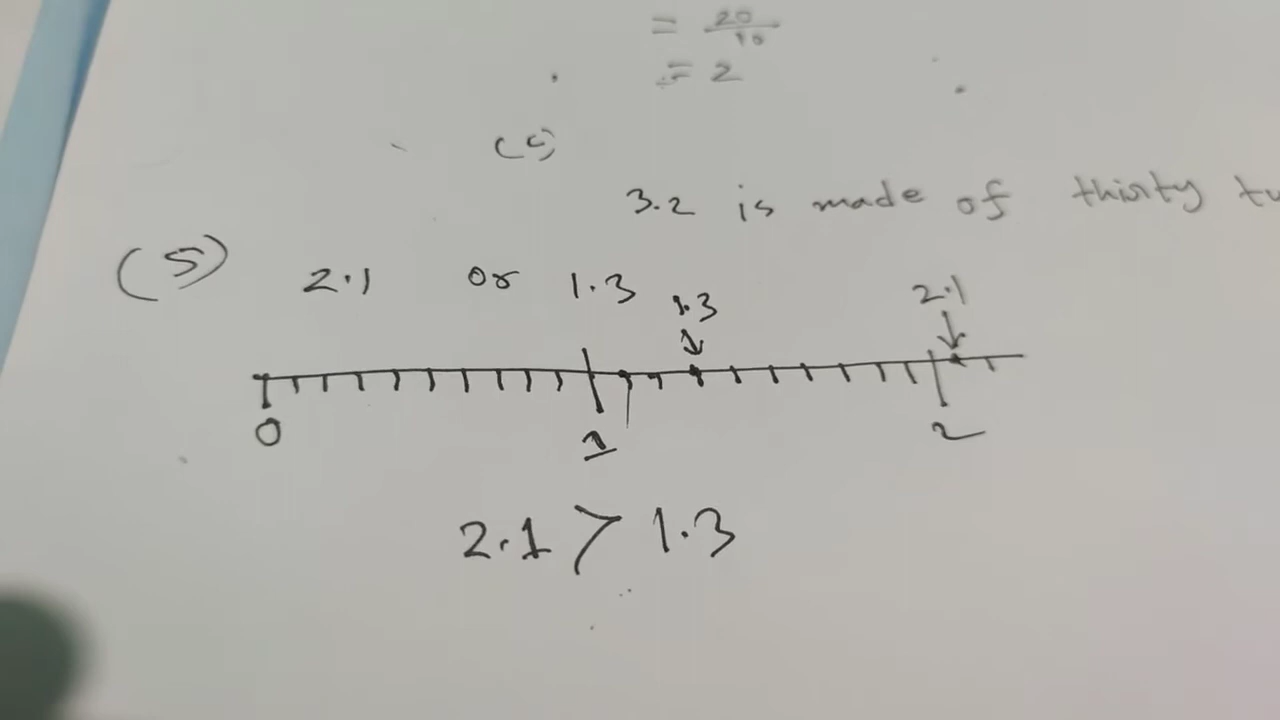 = 20/10
= 2
(c)
3.2 is made of thirty
(5) 2.1 or 1.3
1.3 2.1
0 1 2
2.1 > 1.3